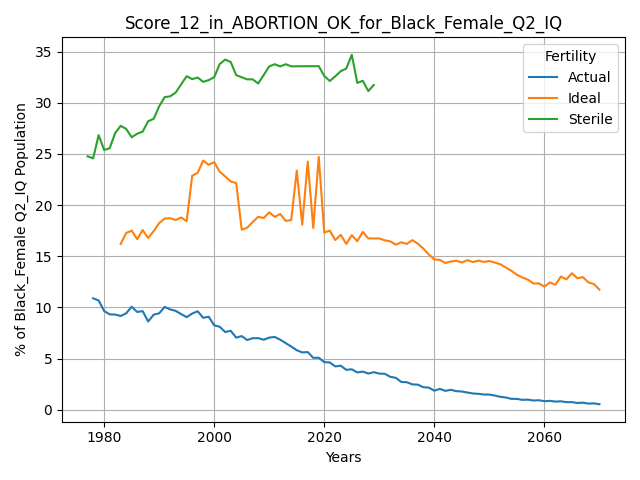 Score_12_in_ABORTION_OK_for_Black_Female_Q2_IQ
% of Black_Female Q2_IQ Population
35
30
25
20
15
10
5
0
Fertility
Actual
Ideal
Sterile
1980 2000 2020 2040 2060
Years